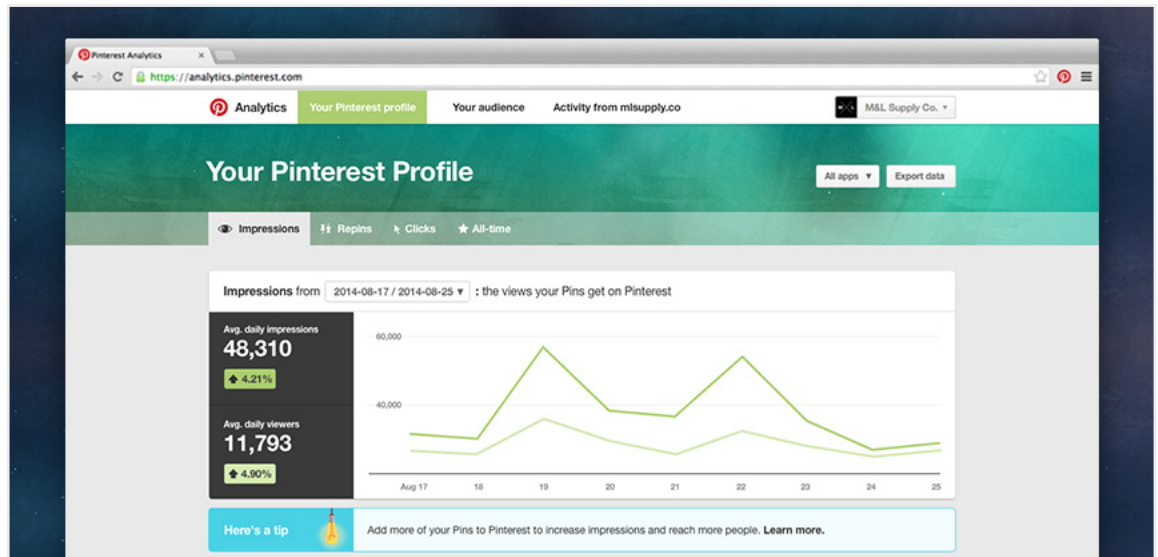 Pinterest Analytics ×
https://analytics.pinterest.com
Analytics Your Pinterest profile Your audience Activity from mlsupply.co M&L Supply Co.
Your Pinterest Profile
All apps Export data
Impressions Repins Clicks All-time
Impressions from 2014-08-17 / 2014-08-25 : the views your Pins get on Pinterest
Avg. daily impressions
48,310
4.21%
Avg. daily viewers
11,793
4.90%
60,000
40,000
Aug 17 18 19 20 21 22 23 24 25
Here's a tip
Add more of your Pins to Pinterest to increase impressions and reach more people. Learn more.